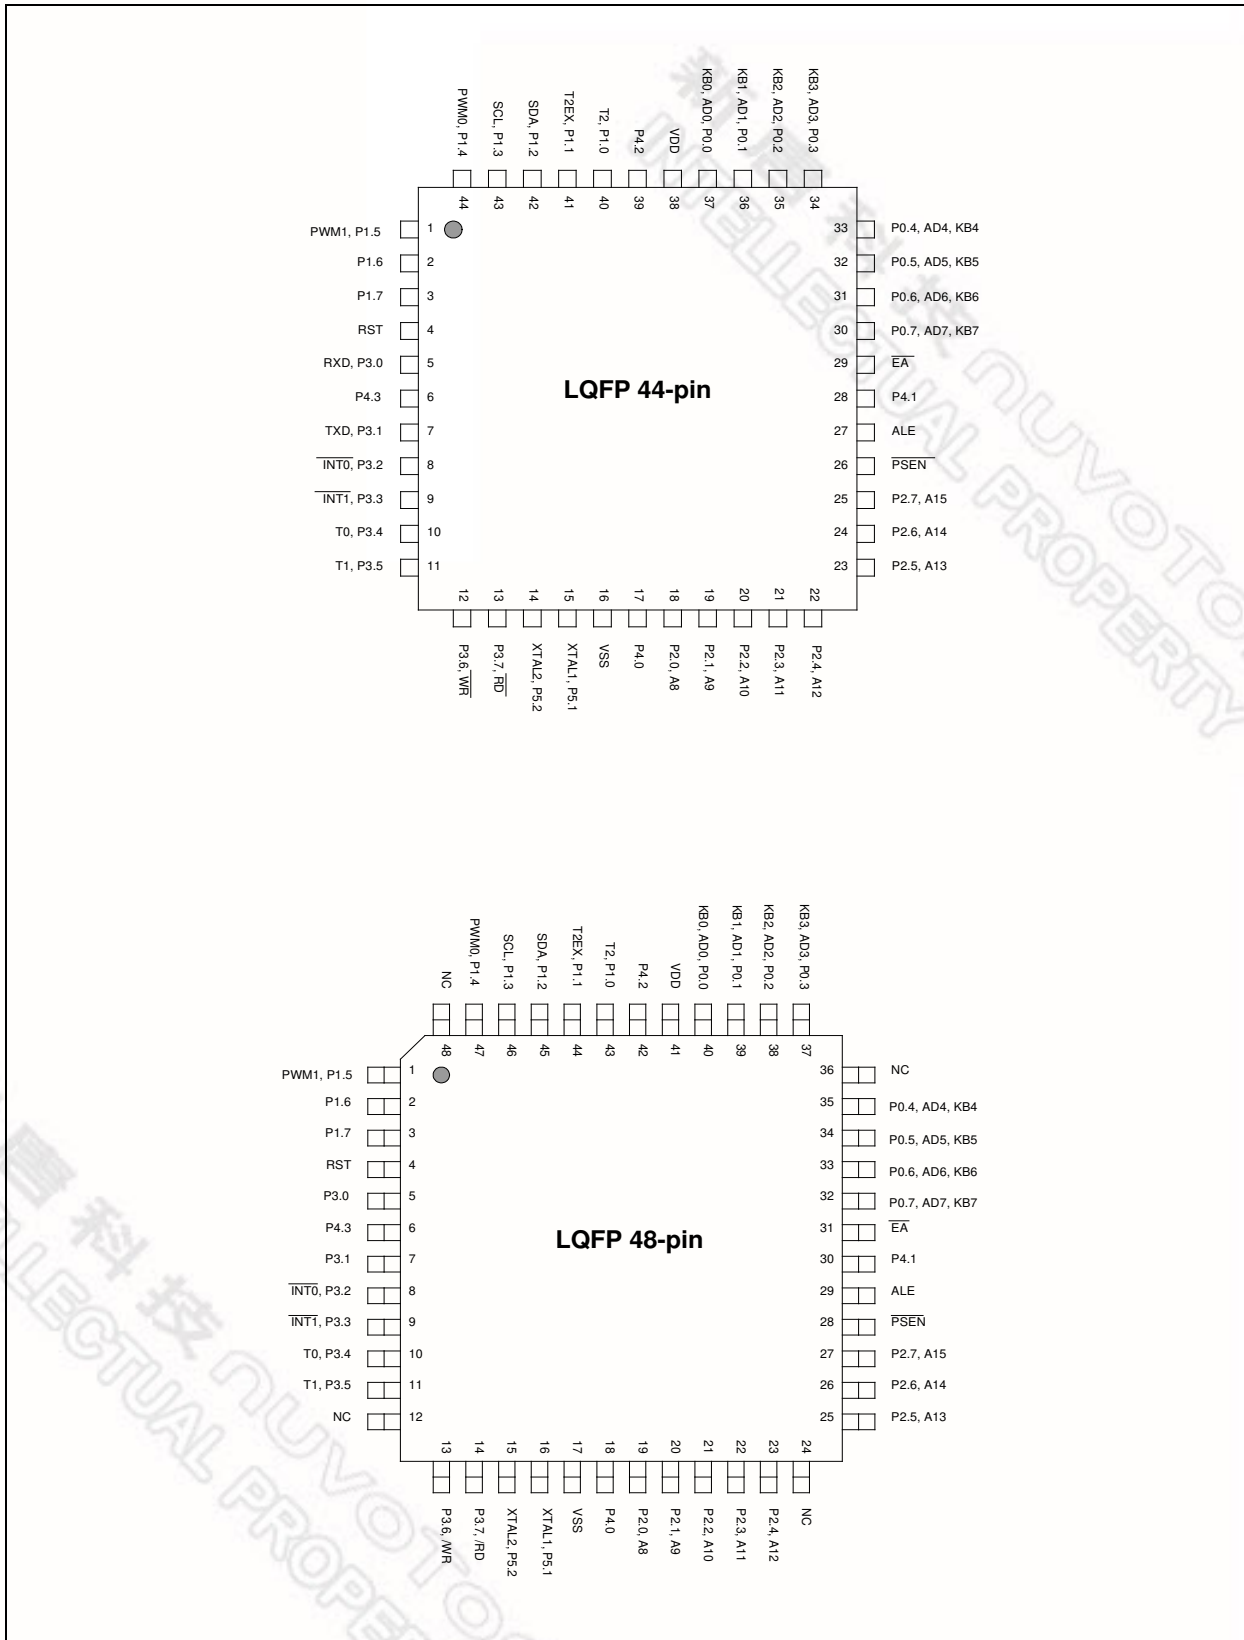 PWM0, P1.4
SCL, P1.3
SDA, P1.2
T2EX, P1.1
T2, P1.0
P4.2
VDD
KB0, AD0, P0.0
KB1, AD1, P0.1
KB2, AD2, P0.2
KB3, AD3, P0.3
44
43
42
41
40
39
38
37
36
35
34
PWM1, P1.5
1
33
P0.4, AD4, KB4
P1.6
2
32
P0.5, AD5, KB5
P1.7
3
31
P0.6, AD6, KB6
RST
4
30
P0.7, AD7, KB7
RXD, P3.0
5
29
EA
P4.3
6
28
P4.1
TXD, P3.1
7
27
ALE
INT0, P3.2
8
26
PSEN
INT1, P3.3
9
25
P2.7, A15
T0, P3.4
10
24
P2.6, A14
T1, P3.5
11
23
P2.5, A13
LQFP 44-pin
12
13
14
15
16
17
18
19
20
21
22
P3.6, WR
P3.7, RD
XTAL2, P5.2
XTAL1, P5.1
VSS
P4.0
P2.0, A8
P2.1, A9
P2.2, A10
P2.3, A11
P2.4, A12
NC
PWM0, P1.4
SCL, P1.3
SDA, P1.2
T2EX, P1.1
T2, P1.0
P4.2
VDD
KB0, AD0, P0.0
KB1, AD1, P0.1
KB2, AD2, P0.2
KB3, AD3, P0.3
48
47
46
45
44
43
42
41
40
39
38
37
PWM1, P1.5
1
36
NC
P1.6
2
35
P0.4, AD4, KB4
P1.7
3
34
P0.5, AD5, KB5
RST
4
33
P0.6, AD6, KB6
P3.0
5
32
P0.7, AD7, KB7
P4.3
6
31
EA
P3.1
7
30
P4.1
INT0, P3.2
8
29
ALE
INT1, P3.3
9
28
PSEN
T0, P3.4
10
27
P2.7, A15
T1, P3.5
11
26
P2.6, A14
NC
12
25
P2.5, A13
LQFP 48-pin
13
14
15
16
17
18
19
20
21
22
23
24
P3.6, /WR
P3.7, /RD
XTAL2, P5.2
XTAL1, P5.1
VSS
P4.0
P2.0, A8
P2.1, A9
P2.2, A10
P2.3, A11
P2.4, A12
NC
新唐科技 nuvoTo
INTELLECTUAL PROPERTY
唐科技 nuvoTo
LLECTUAL PROPERTY